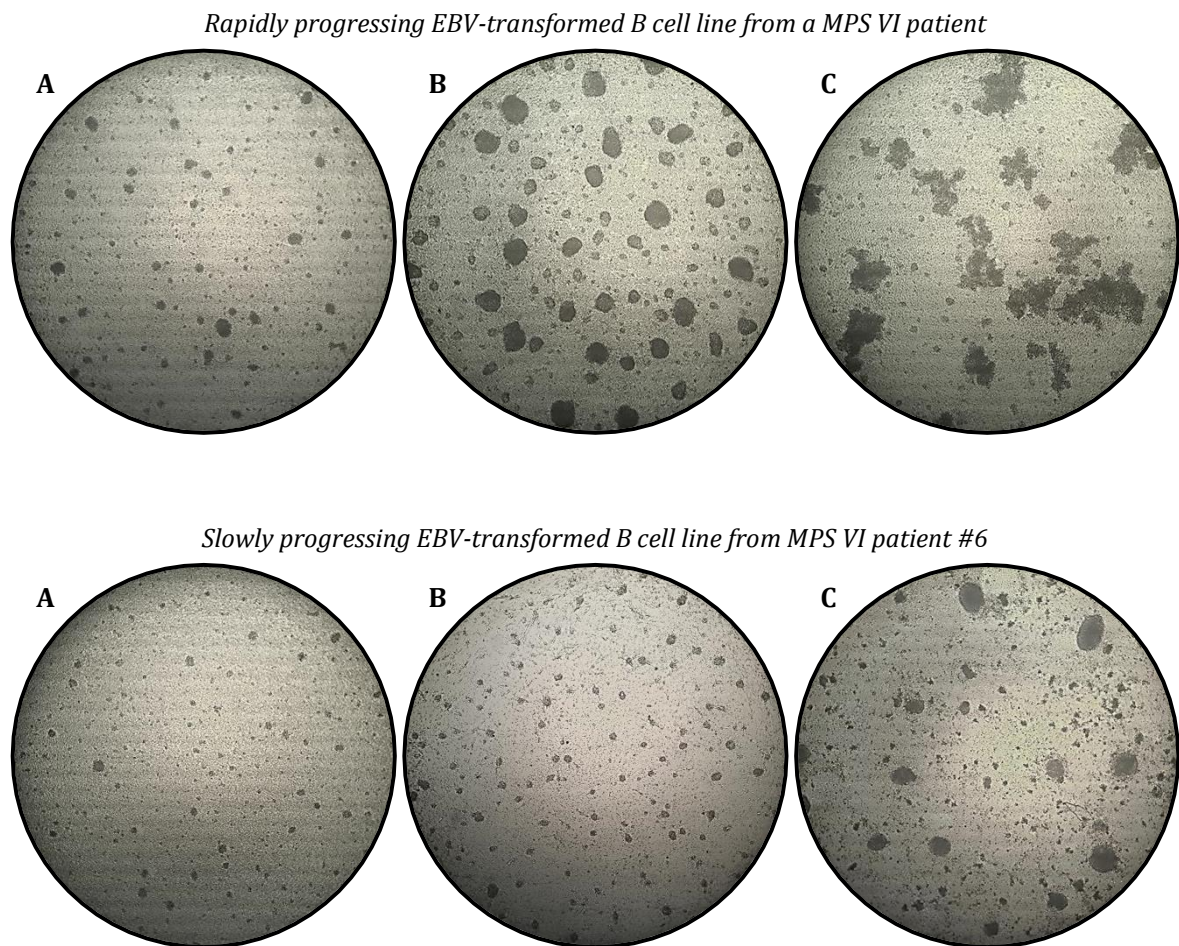 Rapidly progressing EBV-transformed B cell line from a MPS VI patient
A B C
Slowly progressing EBV-transformed B cell line from MPS VI patient #6
A B C